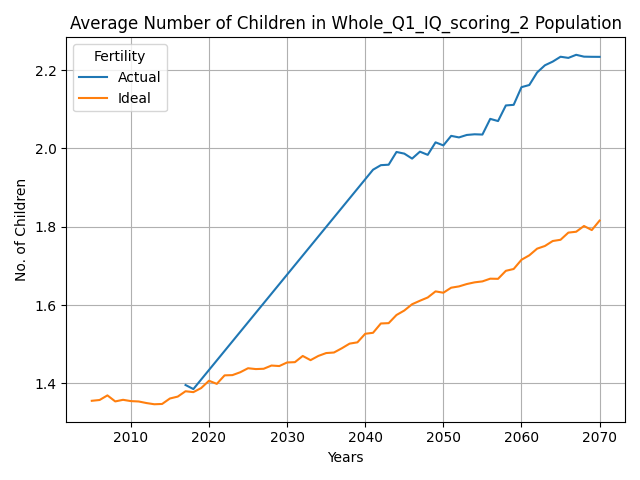 Average Number of Children in Whole_Q1_IQ_scoring_2 Population
Fertility
Actual
Ideal
No. of Children
2.2
2.0
1.8
1.6
1.4
2010 2020 2030 2040 2050 2060 2070
Years